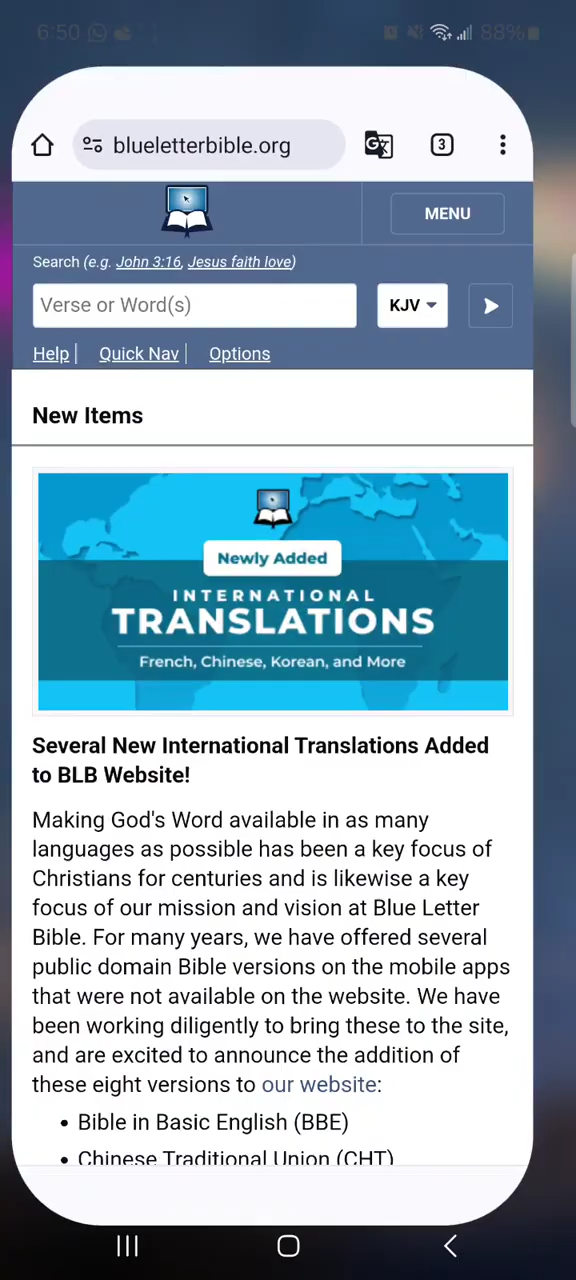 6:50
88%
blueletterbible.org
3
MENU
Search (e.g. John 3:16, Jesus faith love)
Verse or Word(s)
KJV
Help | Quick Nav | Options
New Items
Newly Added
INTERNATIONAL
TRANSLATIONS
French, Chinese, Korean, and More
Several New International Translations Added
to BLB Website!
Making God's Word available in as many
languages as possible has been a key focus of
Christians for centuries and is likewise a key
focus of our mission and vision at Blue Letter
Bible. For many years, we have offered several
public domain Bible versions on the mobile apps
that were not available on the website. We have
been working diligently to bring these to the site,
and are excited to announce the addition of
these eight versions to our website:
• Bible in Basic English (BBE)
• Chinese Traditional Union (CHT)